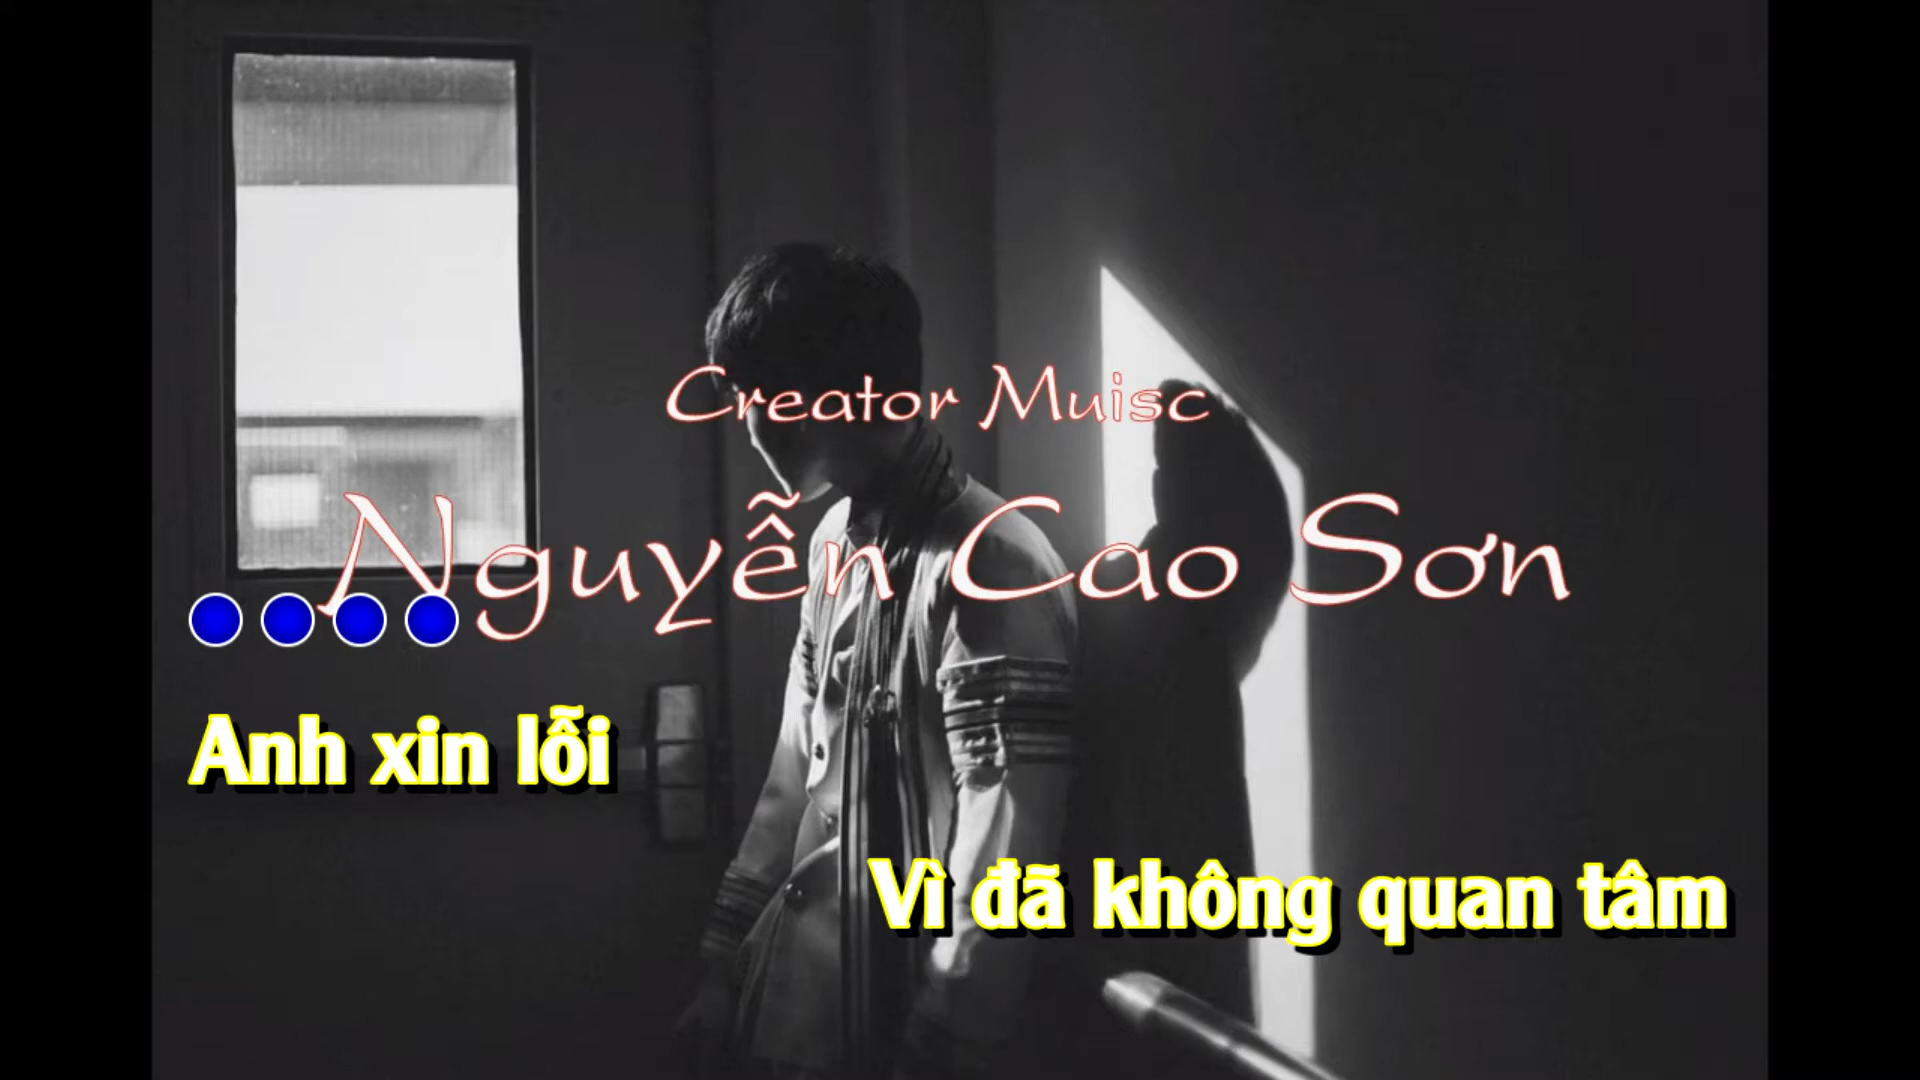 Creator Muisc
Nguyễn Cao Sơn
Anh xin lỗi
Vì đã không quan tâm